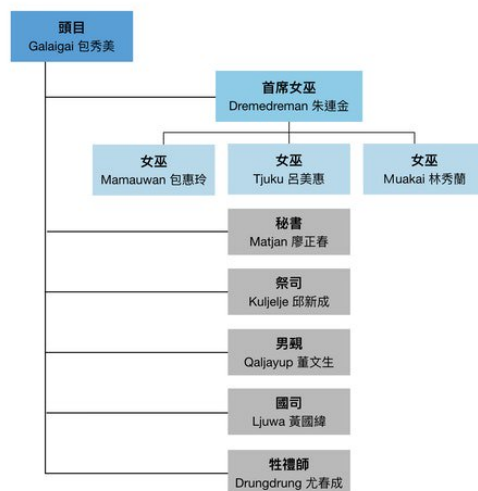 頭目
Galaigai 包秀美
首席女巫
Dremedreman 朱連金
女巫
Mamauwan 包惠玲
女巫
Tjuku 呂美惠
女巫
Muakai 林秀蘭
秘書
Matjan 廖正春
祭司
Kuljelje 邱新成
男覡
Qaljayup 董文生
國司
Ljuwa 黃國緯
牲禮師
Drungdrung 尤春成